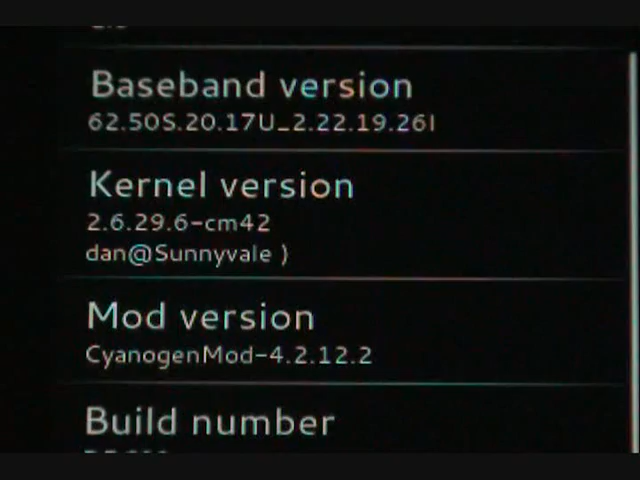 Baseband version
62.50S.20.17U_2.22.19.26I
Kernel version
2.6.29.6-cm42
dan@Sunnyvale )
Mod version
CyanogenMod-4.2.12.2
Build number